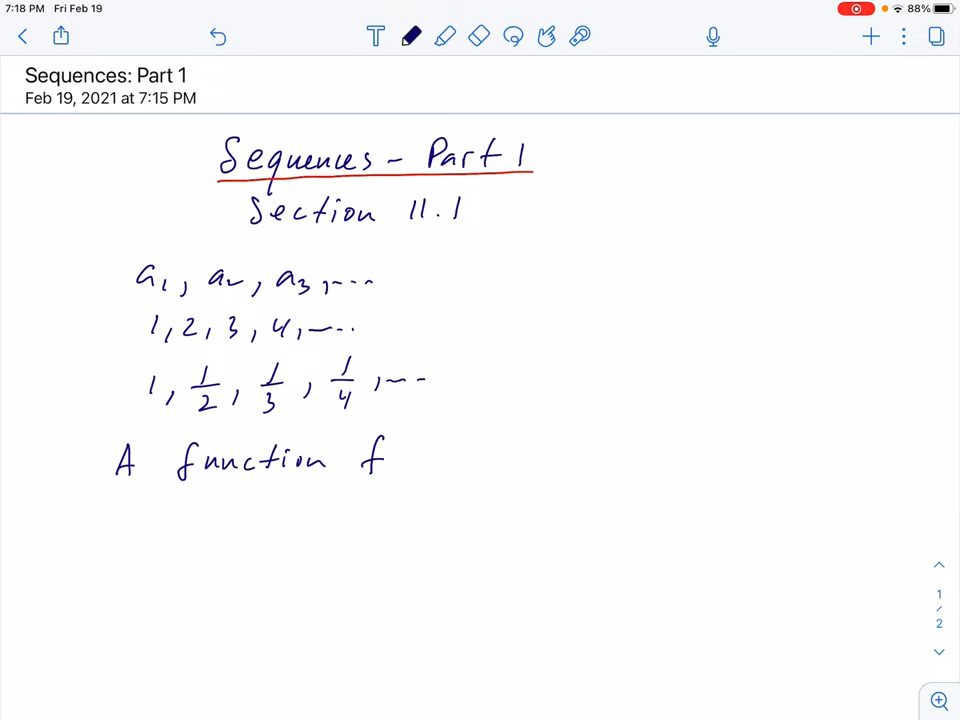 7:18 PM Fri Feb 19 88%
Sequences: Part 1
Feb 19, 2021 at 7:15 PM
Sequences - Part 1
Section 11.1
a₁, a₂, a₃, ...
1, 2, 3, 4, ...
1, 1/2, 1/3, 1/4, ...
A function f
1
/
2